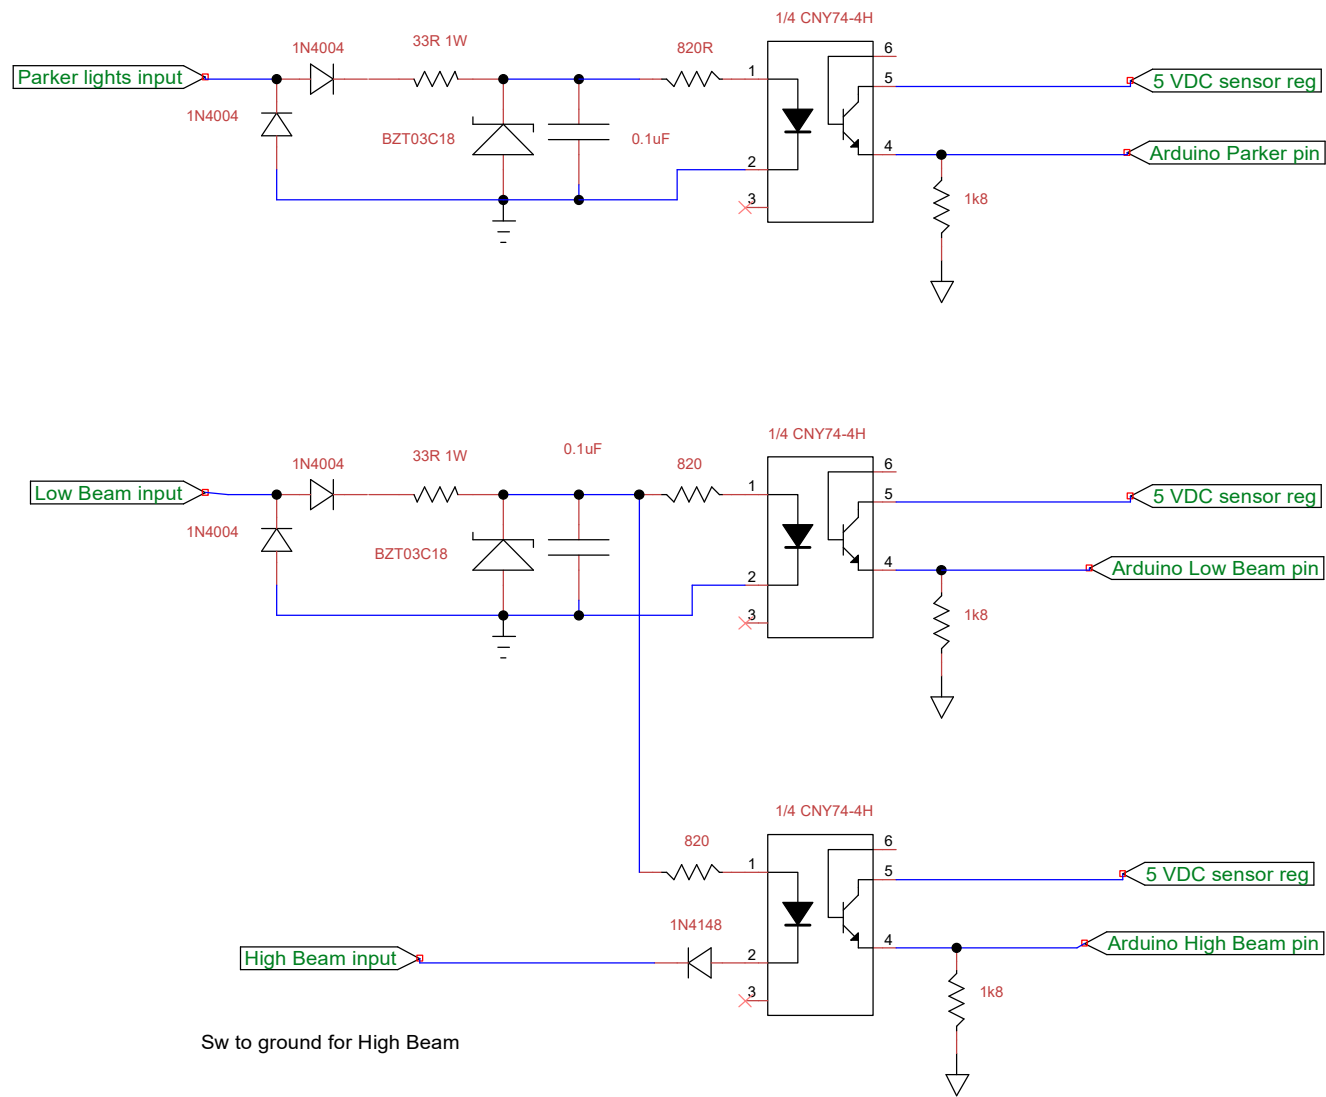 1/4 CNY74-4H
1N4004
33R 1W
820R
6
Parker lights input
1
5
5 VDC sensor reg
1N4004
BZT03C18
0.1uF
4
Arduino Parker pin
2
3
1k8
1/4 CNY74-4H
0.1uF
1N4004
33R 1W
820
6
Low Beam input
1
5
5 VDC sensor reg
1N4004
BZT03C18
4
Arduino Low Beam pin
2
3
1k8
1/4 CNY74-4H
820
6
1
5
5 VDC sensor reg
1N4148
4
Arduino High Beam pin
High Beam input
2
3
1k8
Sw to ground for High Beam